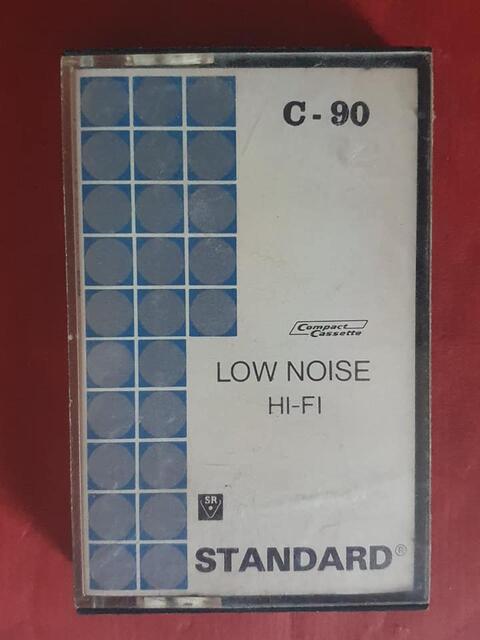 C-90
Compact
Cassette
LOW NOISE
HI-FI
SR
STANDARD®